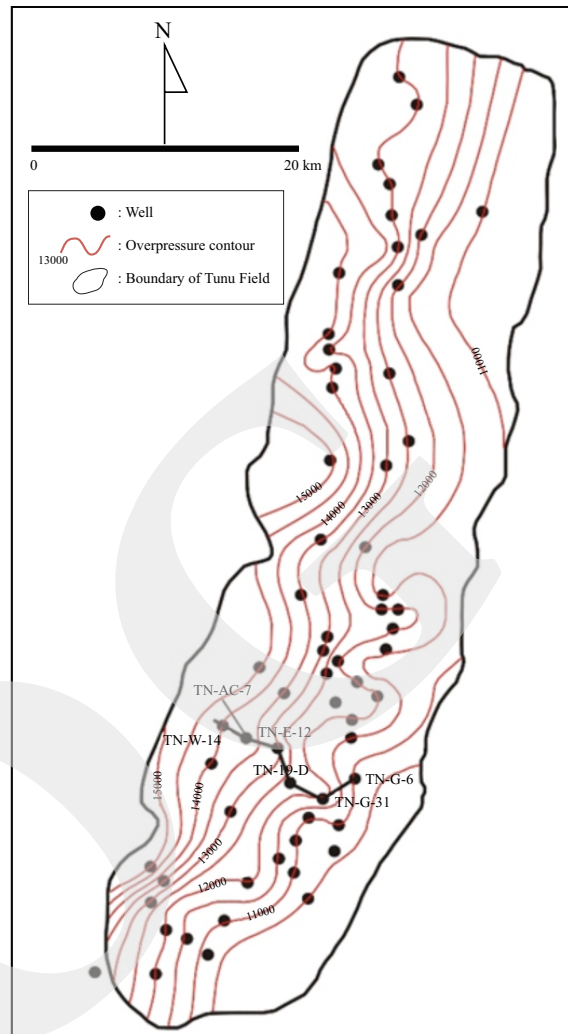 N
0
20 km
: Well
13000
: Overpressure contour
: Boundary of Tunu Field
11000
12000
15000
14000
13000
TN-AC-7
TN-E-12
TN-W-14
TN-19-D
TN-G-6
TN-G-31
15000
14000
13000
12000
11000